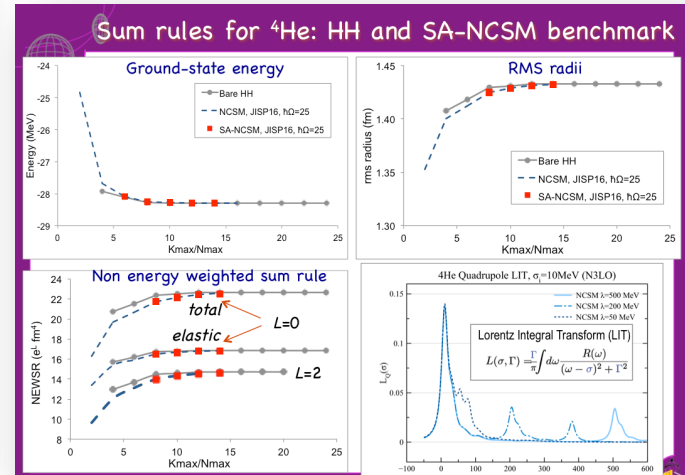 Sum rules for ⁴He: HH and SA-NCSM benchmark
Ground-state energy
-24
-25
-26
-27
-28
-29
Energy (MeV)
Bare HH
NCSM, JISP16, ħΩ=25
SA-NCSM, JISP16, ħΩ=25
0 5 10 15 20 25
Kmax/Nmax
RMS radii
1.45
1.40
1.35
1.30
rms radius (fm)
Bare HH
NCSM, JISP16, ħΩ=25
SA-NCSM, JISP16, ħΩ=25
0 5 10 15 20 25
Kmax/Nmax
Non energy weighted sum rule
24
22
20
18
16
14
12
10
8
NEWSR (eᴸ fm⁴)
total
elastic
L=0
L=2
0 5 10 15 20 25
Kmax/Nmax
4He Quadrupole LIT, σᵢ=10MeV (N3LO)
NCSM λ=500 MeV
NCSM λ=200 MeV
NCSM λ=50 MeV
Lorentz Integral Transform (LIT)
L(σ, Γ) = Γ/π ∫ dω R(ω)/((ω − σ)² + Γ²)
0.15
0.1
0.05
0
L_Q(σ)
-100 0 100 200 300 400 500 600